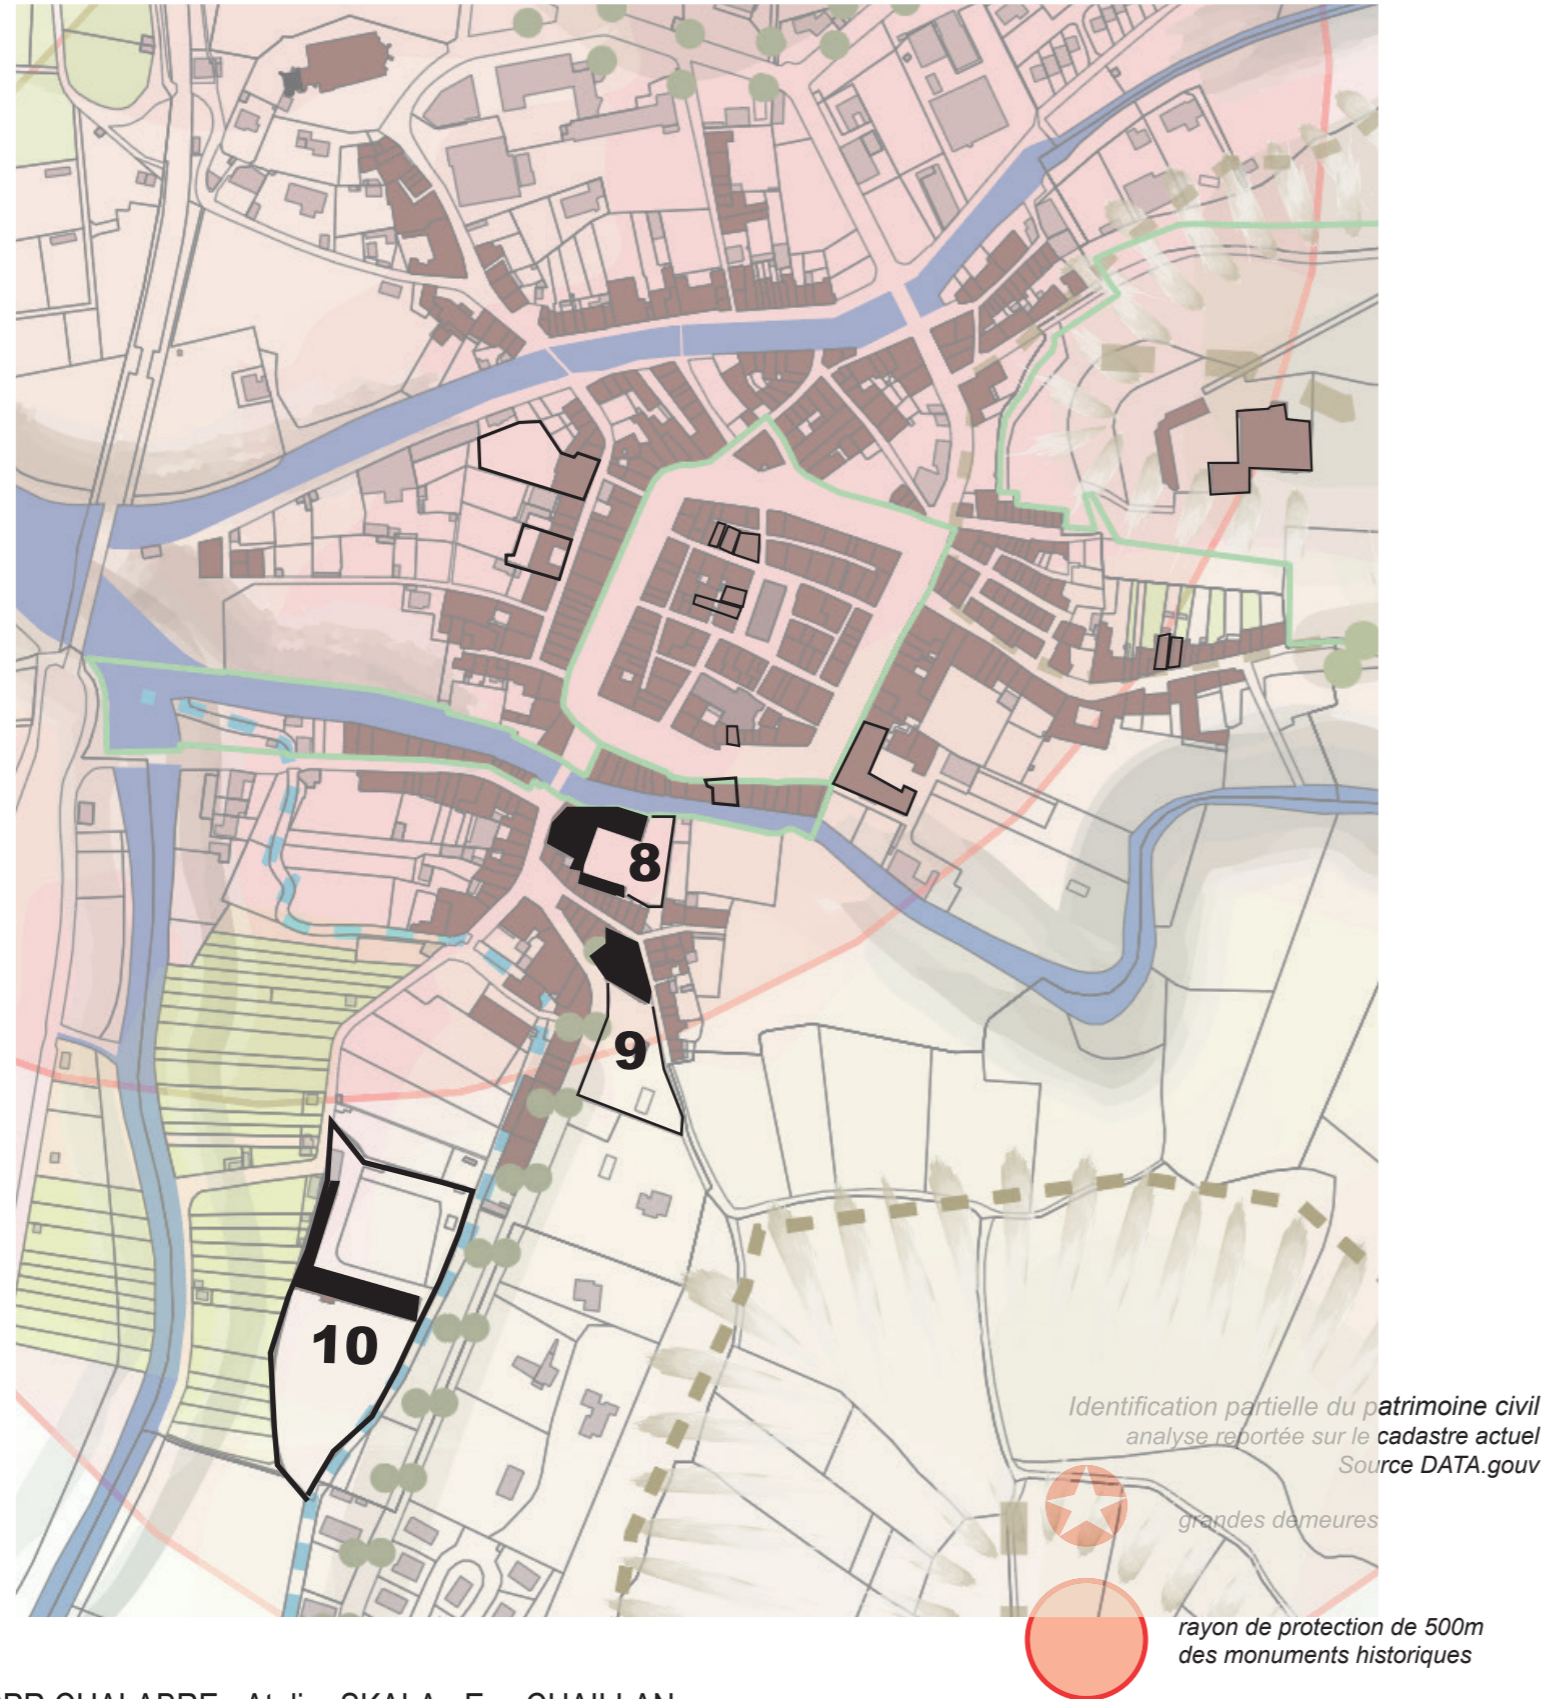 8
9
10
Identification partielle du patrimoine civil
analyse reportée sur le cadastre actuel
Source DATA.gouv
grandes demeures
rayon de protection de 500m
des monuments historiques